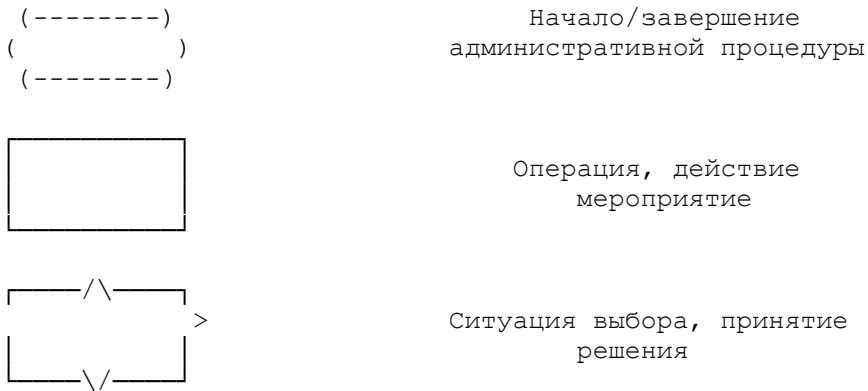 (--------) Начало/завершение
( ) административной процедуры
(--------)
Операция, действие
мероприятие
/\
> Ситуация выбора, принятие
решения
\/